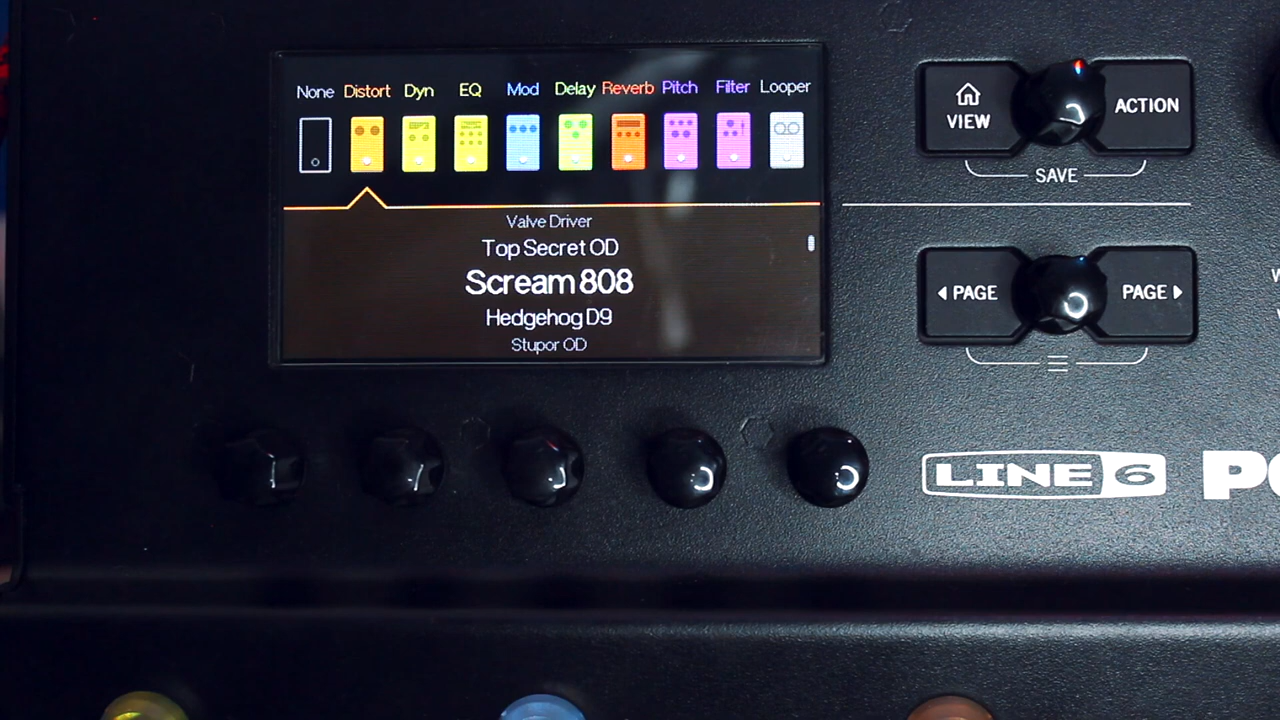 None Distort Dyn EQ Mod Delay Reverb Pitch Filter Looper
Valve Driver
Top Secret OD
Scream 808
Hedgehog D9
Stupor OD
VIEW
ACTION
SAVE
PAGE
PAGE
LINE 6